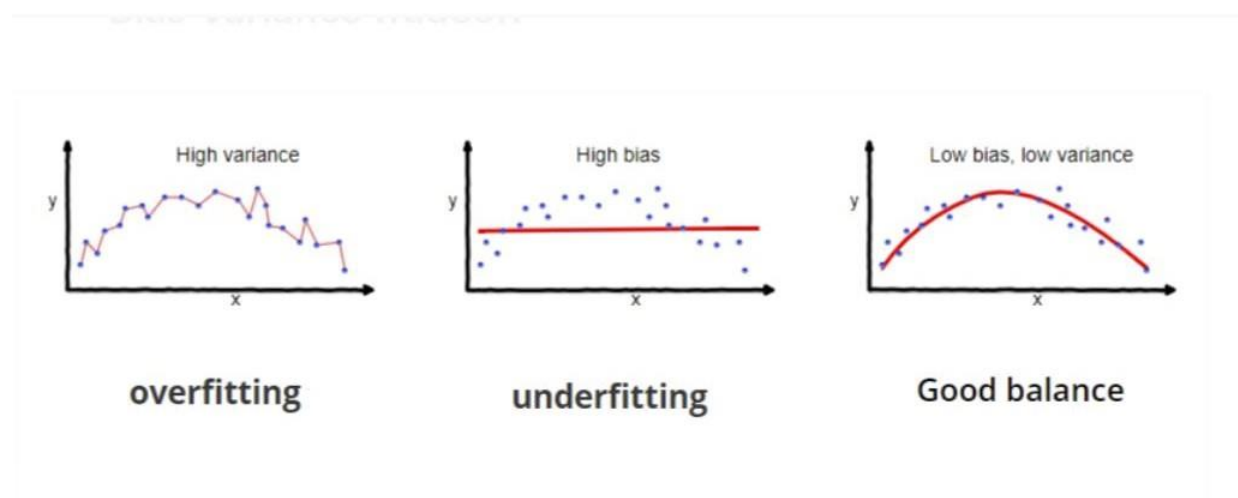 High variance
y
x
overfitting
High bias
y
x
underfitting
Low bias, low variance
y
x
Good balance